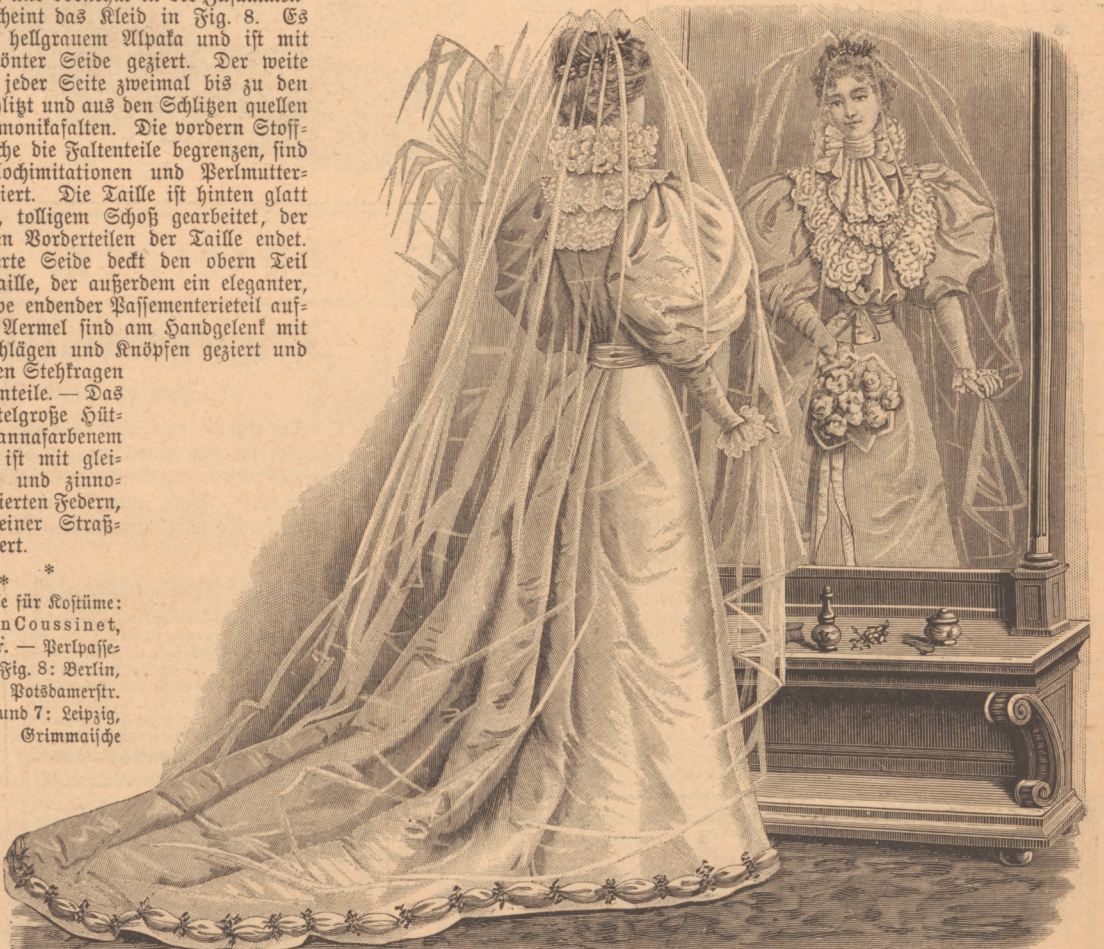 cheint das Kleid in Fig. 8. Es
hellgrauem Alpaka und ist mit
önter Seide geziert. Der weite
jeder Seite zweimal bis zu den
hlitzt und aus den Schlitzen quellen
monikafalten. Die vordern Stoff-
che die Faltenteile begrenzen, sind
lochimitationen und Perlmutter-
iert. Die Taille ist hinten glatt
, tolligem Schoß gearbeitet, der
en Vorderteilen der Taille endet.
erte Seide deckt den obern Teil
aille, der außerdem ein eleganter,
pe endender Passementerieteil auf-
Aermel sind am Handgelenk mit
chlägen und Knöpfen geziert und
en Stehkragen
nteile. — Das
telgroße Hüt-
annafarbenem
ist mit glei-
und zinno-
ierten Federn,
einer Straß-
ert.
* *
e für Kostüme:
n Coussinet,
r. — Perlpasse-
Fig. 8: Berlin,
Potsdamerstr.
und 7: Leipzig,
Grimmaische